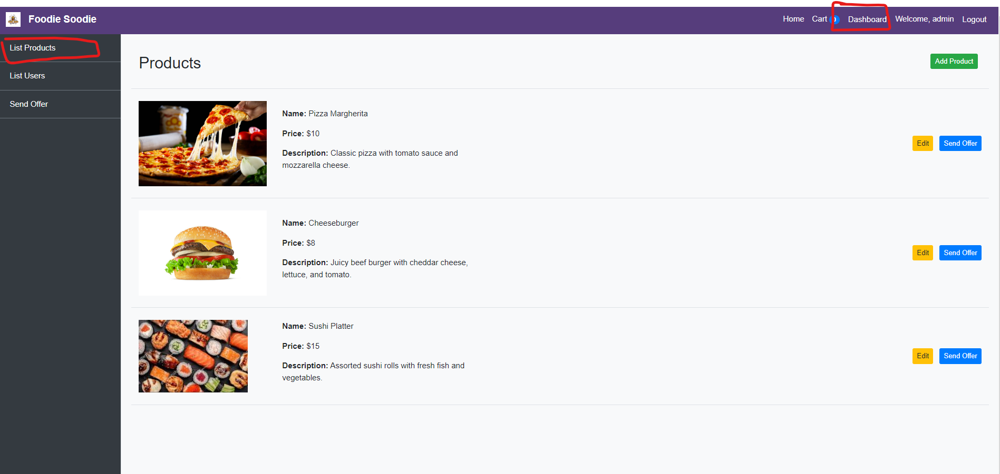 Foodie Soodie
Home Cart Dashboard Welcome, admin Logout
List Products
List Users
Send Offer
Products
Add Product
Name: Pizza Margherita
Price: $10
Description: Classic pizza with tomato sauce and
mozzarella cheese.
Edit Send Offer
Name: Cheeseburger
Price: $8
Description: Juicy beef burger with cheddar cheese,
lettuce, and tomato.
Edit Send Offer
Name: Sushi Platter
Price: $15
Description: Assorted sushi rolls with fresh fish and
vegetables.
Edit Send Offer